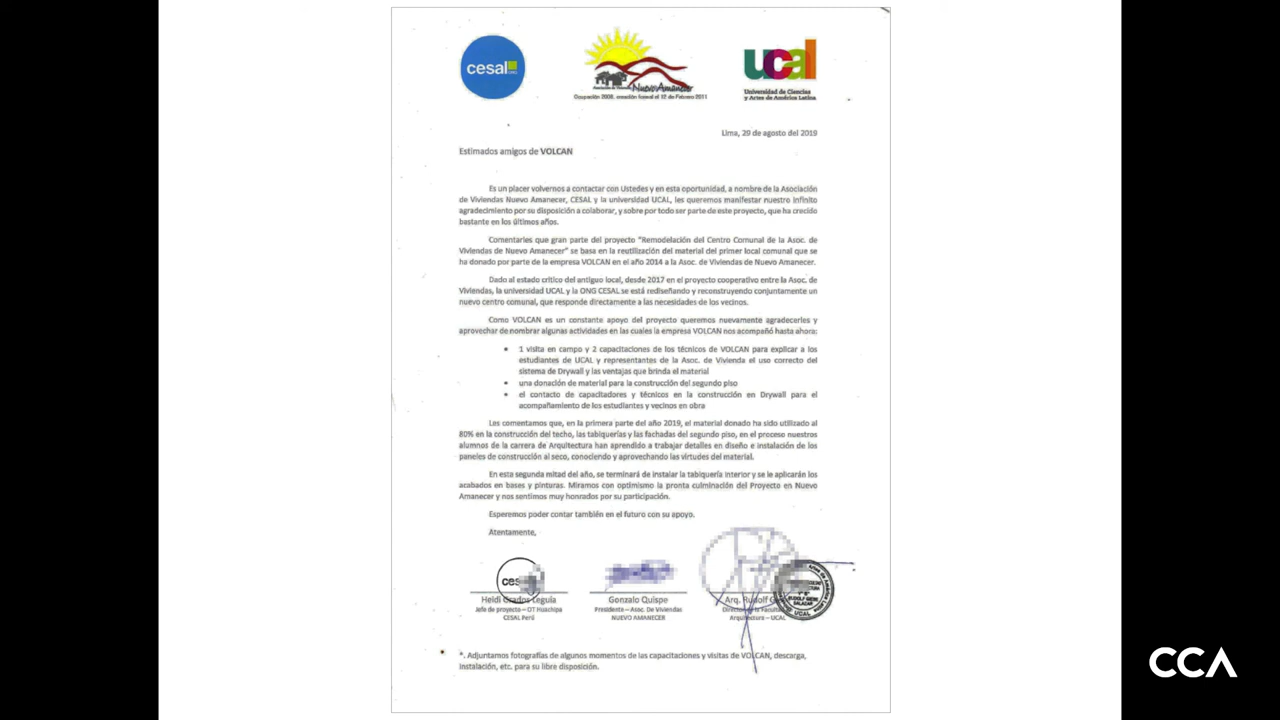 cesal ONG
Asociación de Viviendas Nuevo Amanecer
Ocupación 2008, creación formal el 12 de Febrero 2011
ucal
Universidad de Ciencias
y Artes de América Latina
Lima, 29 de agosto del 2019
Estimados amigos de VOLCAN
Es un placer volvernos a contactar con Ustedes y en esta oportunidad, a nombre de la Asociación
de Viviendas Nuevo Amanecer, CESAL y la universidad UCAL, les queremos manifestar nuestro infinito
agradecimiento por su disposición a colaborar, y sobre por todo ser parte de este proyecto, que ha crecido
bastante en los últimos años.
Comentarles que gran parte del proyecto "Remodelación del Centro Comunal de la Asoc. de
Viviendas de Nuevo Amanecer" se basa en la reutilización del material del primer local comunal que se
ha donado por parte de la empresa VOLCAN en el año 2014 a la Asoc. de Viviendas de Nuevo Amanecer.
Dado al estado crítico del antiguo local, desde 2017 en el proyecto cooperativo entre la Asoc. de
Viviendas, la universidad UCAL y la ONG CESAL se está rediseñando y reconstruyendo conjuntamente un
nuevo centro comunal, que responde directamente a las necesidades de los vecinos.
Como VOLCAN es un constante apoyo del proyecto queremos nuevamente agradecerles y
aprovechar de nombrar algunas actividades en las cuales la empresa VOLCAN nos acompañó hasta ahora:
• 1 visita en campo y 2 capacitaciones de los técnicos de VOLCAN para explicar a los
estudiantes de UCAL y representantes de la Asoc. de Vivienda el uso correcto del
sistema de Drywall y las ventajas que brinda el material
• una donación de material para la construcción del segundo piso
• el contacto de capacitadores y técnicos en la construcción en Drywall para el
acompañamiento de los estudiantes y vecinos en obra
Les comentamos que, en la primera parte del año 2019, el material donado ha sido utilizado al
80% en la construcción del techo, las tabiquerías y las fachadas del segundo piso, en el proceso nuestros
alumnos de la carrera de Arquitectura han aprendido a trabajar detalles en diseño e instalación de los
paneles de construcción al seco, conociendo y aprovechando las virtudes del material.
En esta segunda mitad del año, se terminará de instalar la tabiquería interior y se le aplicarán los
acabados en bases y pinturas. Miramos con optimismo la pronta culminación del Proyecto en Nuevo
Amanecer y nos sentimos muy honrados por su participación.
Esperemos poder contar también en el futuro con su apoyo.
Atentamente,
Heidi Grados Leguía
Jefe de proyecto – OT Huachipa
CESAL Perú
Gonzalo Quispe
Presidente – Asoc. De Viviendas
NUEVO AMANECER
Arq. Rudolf
Director de la Facultad
Arquitectura – UCAL
RUDOLF GIESE
SALAZAR
UCAL
*. Adjuntamos fotografías de algunos momentos de las capacitaciones y visitas de VOLCAN, descarga,
instalación, etc. para su libre disposición.
CCA